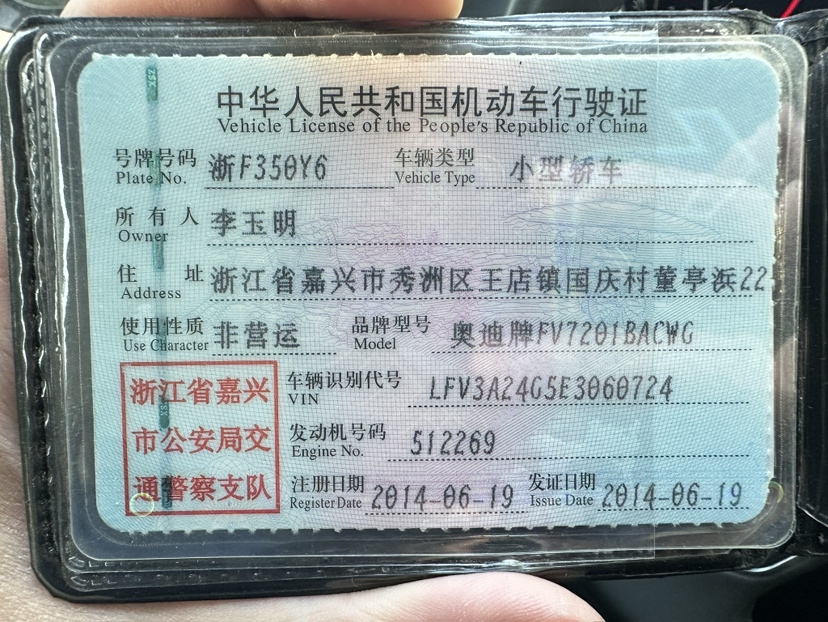 中华人民共和国机动车行驶证
Vehicle License of the People's Republic of China
号牌号码 浙F350Y6 车辆类型 小型轿车
Plate No. Vehicle Type
所有人 李玉明
Owner
住址 浙江省嘉兴市秀洲区王店镇国庆村董亭浜22
Address
使用性质 非营运 品牌型号 奥迪牌FV7201BACWG
Use Character Model
浙江省嘉兴
市公安局交
通警察支队
车辆识别代号 LFV3A24G5E3060724
VIN
发动机号码 512269
Engine No.
注册日期 2014-06-19 发证日期 2014-06-19
Register Date Issue Date